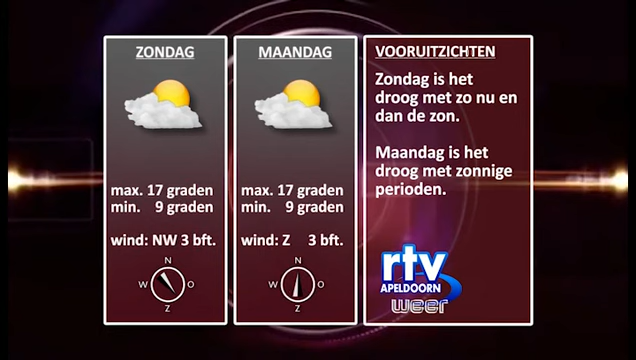 ZONDAG
max. 17 graden
min. 9 graden
wind: NW 3 bft.
N
W O
Z
MAANDAG
max. 17 graden
min. 9 graden
wind: Z 3 bft.
N
W O
Z
VOORUITZICHTEN
Zondag is het
droog met zo nu en
dan de zon.
Maandag is het
droog met zonnige
perioden.
rtv
APELDOORN
weer